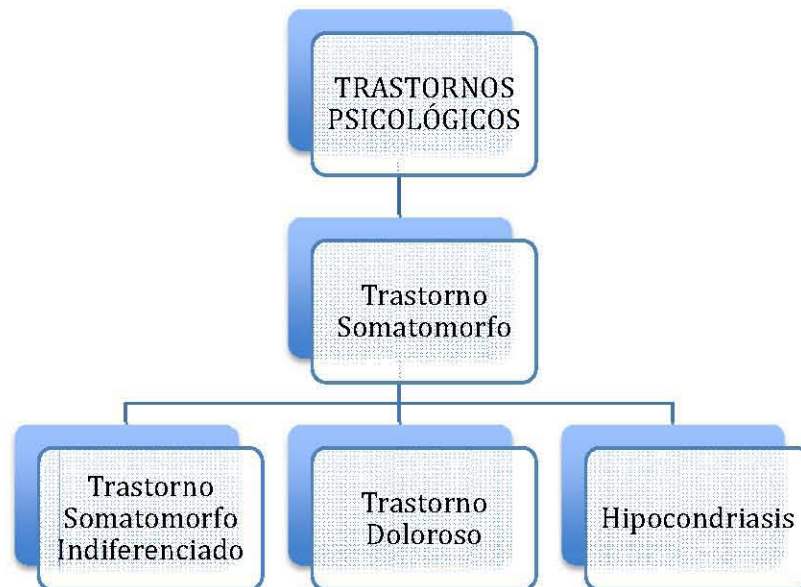 TRASTORNOS
PSICOLÓGICOS
Trastorno
Somatomorfo
Trastorno
Somatomorfo
Indiferenciado
Trastorno
Doloroso
Hipocondriasis